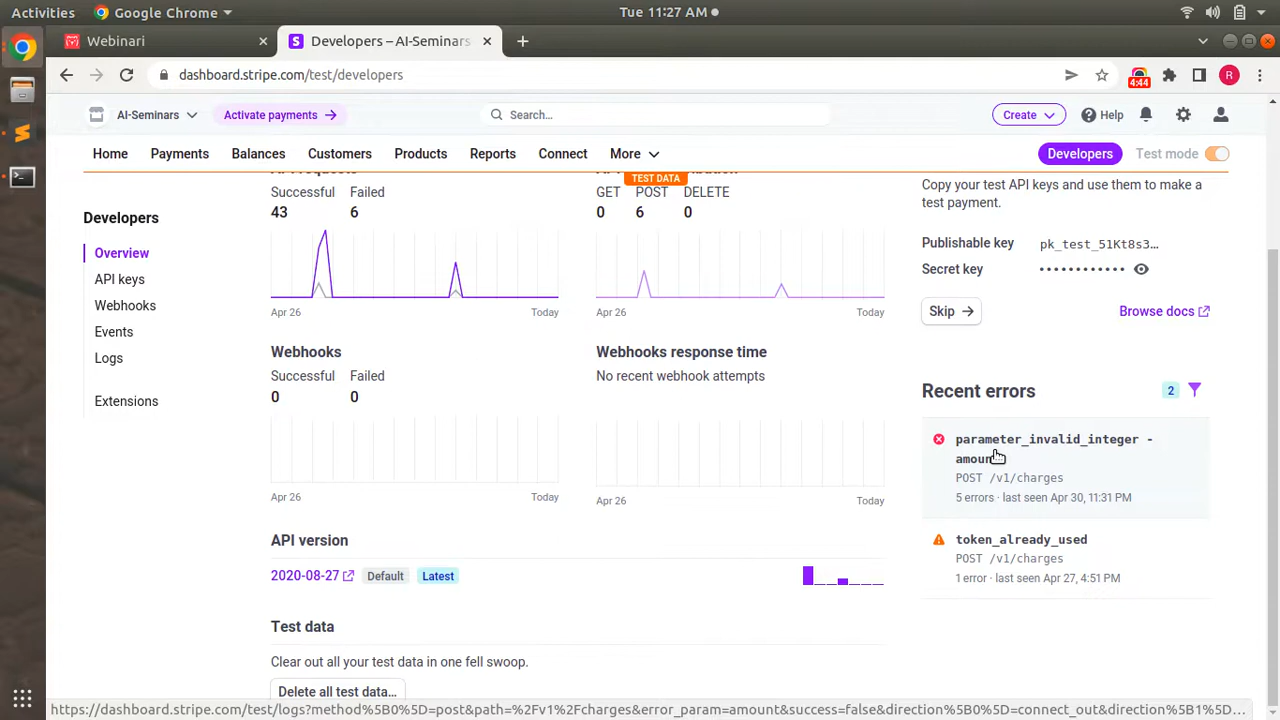 Activities Google Chrome Tue 11:27 AM
Webinari Developers – AI-Seminars
dashboard.stripe.com/test/developers 4:44 R
AI-Seminars Activate payments Search... Create Help
Home Payments Balances Customers Products Reports Connect More Developers Test mode
TEST DATA
Developers
Overview
API keys
Webhooks
Events
Logs
Extensions
Successful Failed
43 6
Apr 26 Today
GET POST DELETE
0 6 0
Apr 26 Today
Webhooks
Successful Failed
0 0
Apr 26 Today
Webhooks response time
No recent webhook attempts
Apr 26 Today
API version
2020-08-27 Default Latest
Test data
Clear out all your test data in one fell swoop.
Delete all test data...
Copy your test API keys and use them to make a
test payment.
Publishable key pk_test_51Kt8s3…
Secret key ••••••••••••
Skip Browse docs
Recent errors 2
parameter_invalid_integer -
amoun
POST /v1/charges
5 errors · last seen Apr 30, 11:31 PM
token_already_used
POST /v1/charges
1 error · last seen Apr 27, 4:51 PM
https://dashboard.stripe.com/test/logs?method%5B0%5D=post&path=%2Fv1%2Fcharges&error_param=amount&success=false&direction%5B0%5D=connect_out&direction%5B1%5D...